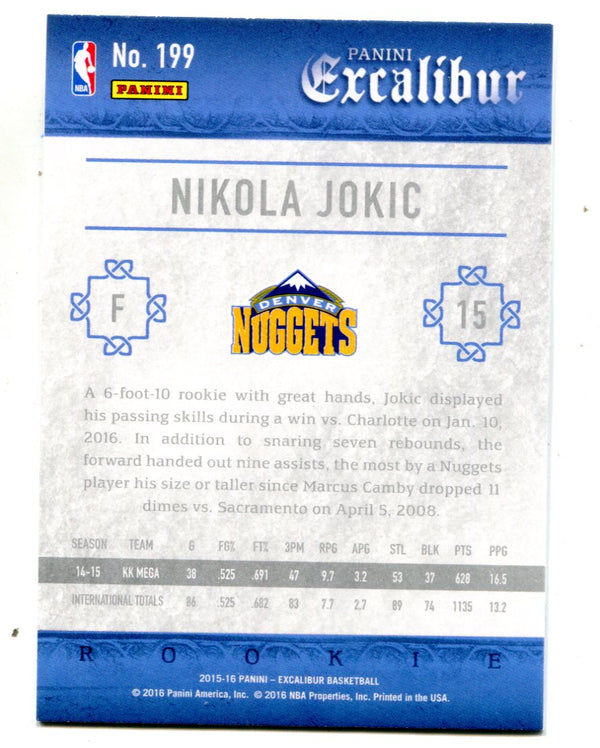 No. 199
NBA
PANINI
PANINI
Excalibur
NIKOLA JOKIC
F
DENVER
NUGGETS
15
A 6-foot-10 rookie with great hands, Jokic displayed
his passing skills during a win vs. Charlotte on Jan. 10,
2016. In addition to snaring seven rebounds, the
forward handed out nine assists, the most by a Nuggets
player his size or taller since Marcus Camby dropped 11
dimes vs. Sacramento on April 5, 2008.
SEASON TEAM G FG% FT% 3PM RPG APG STL BLK PTS PPG
14-15 KK MEGA 38 .525 .691 47 9.7 3.2 53 37 628 16.5
INTERNATIONAL TOTALS 86 .525 .682 83 7.7 2.7 89 74 1135 13.2
ROOKIE
2015-16 PANINI – EXCALIBUR BASKETBALL
© 2016 Panini America, Inc. © 2016 NBA Properties, Inc. Printed in the USA.